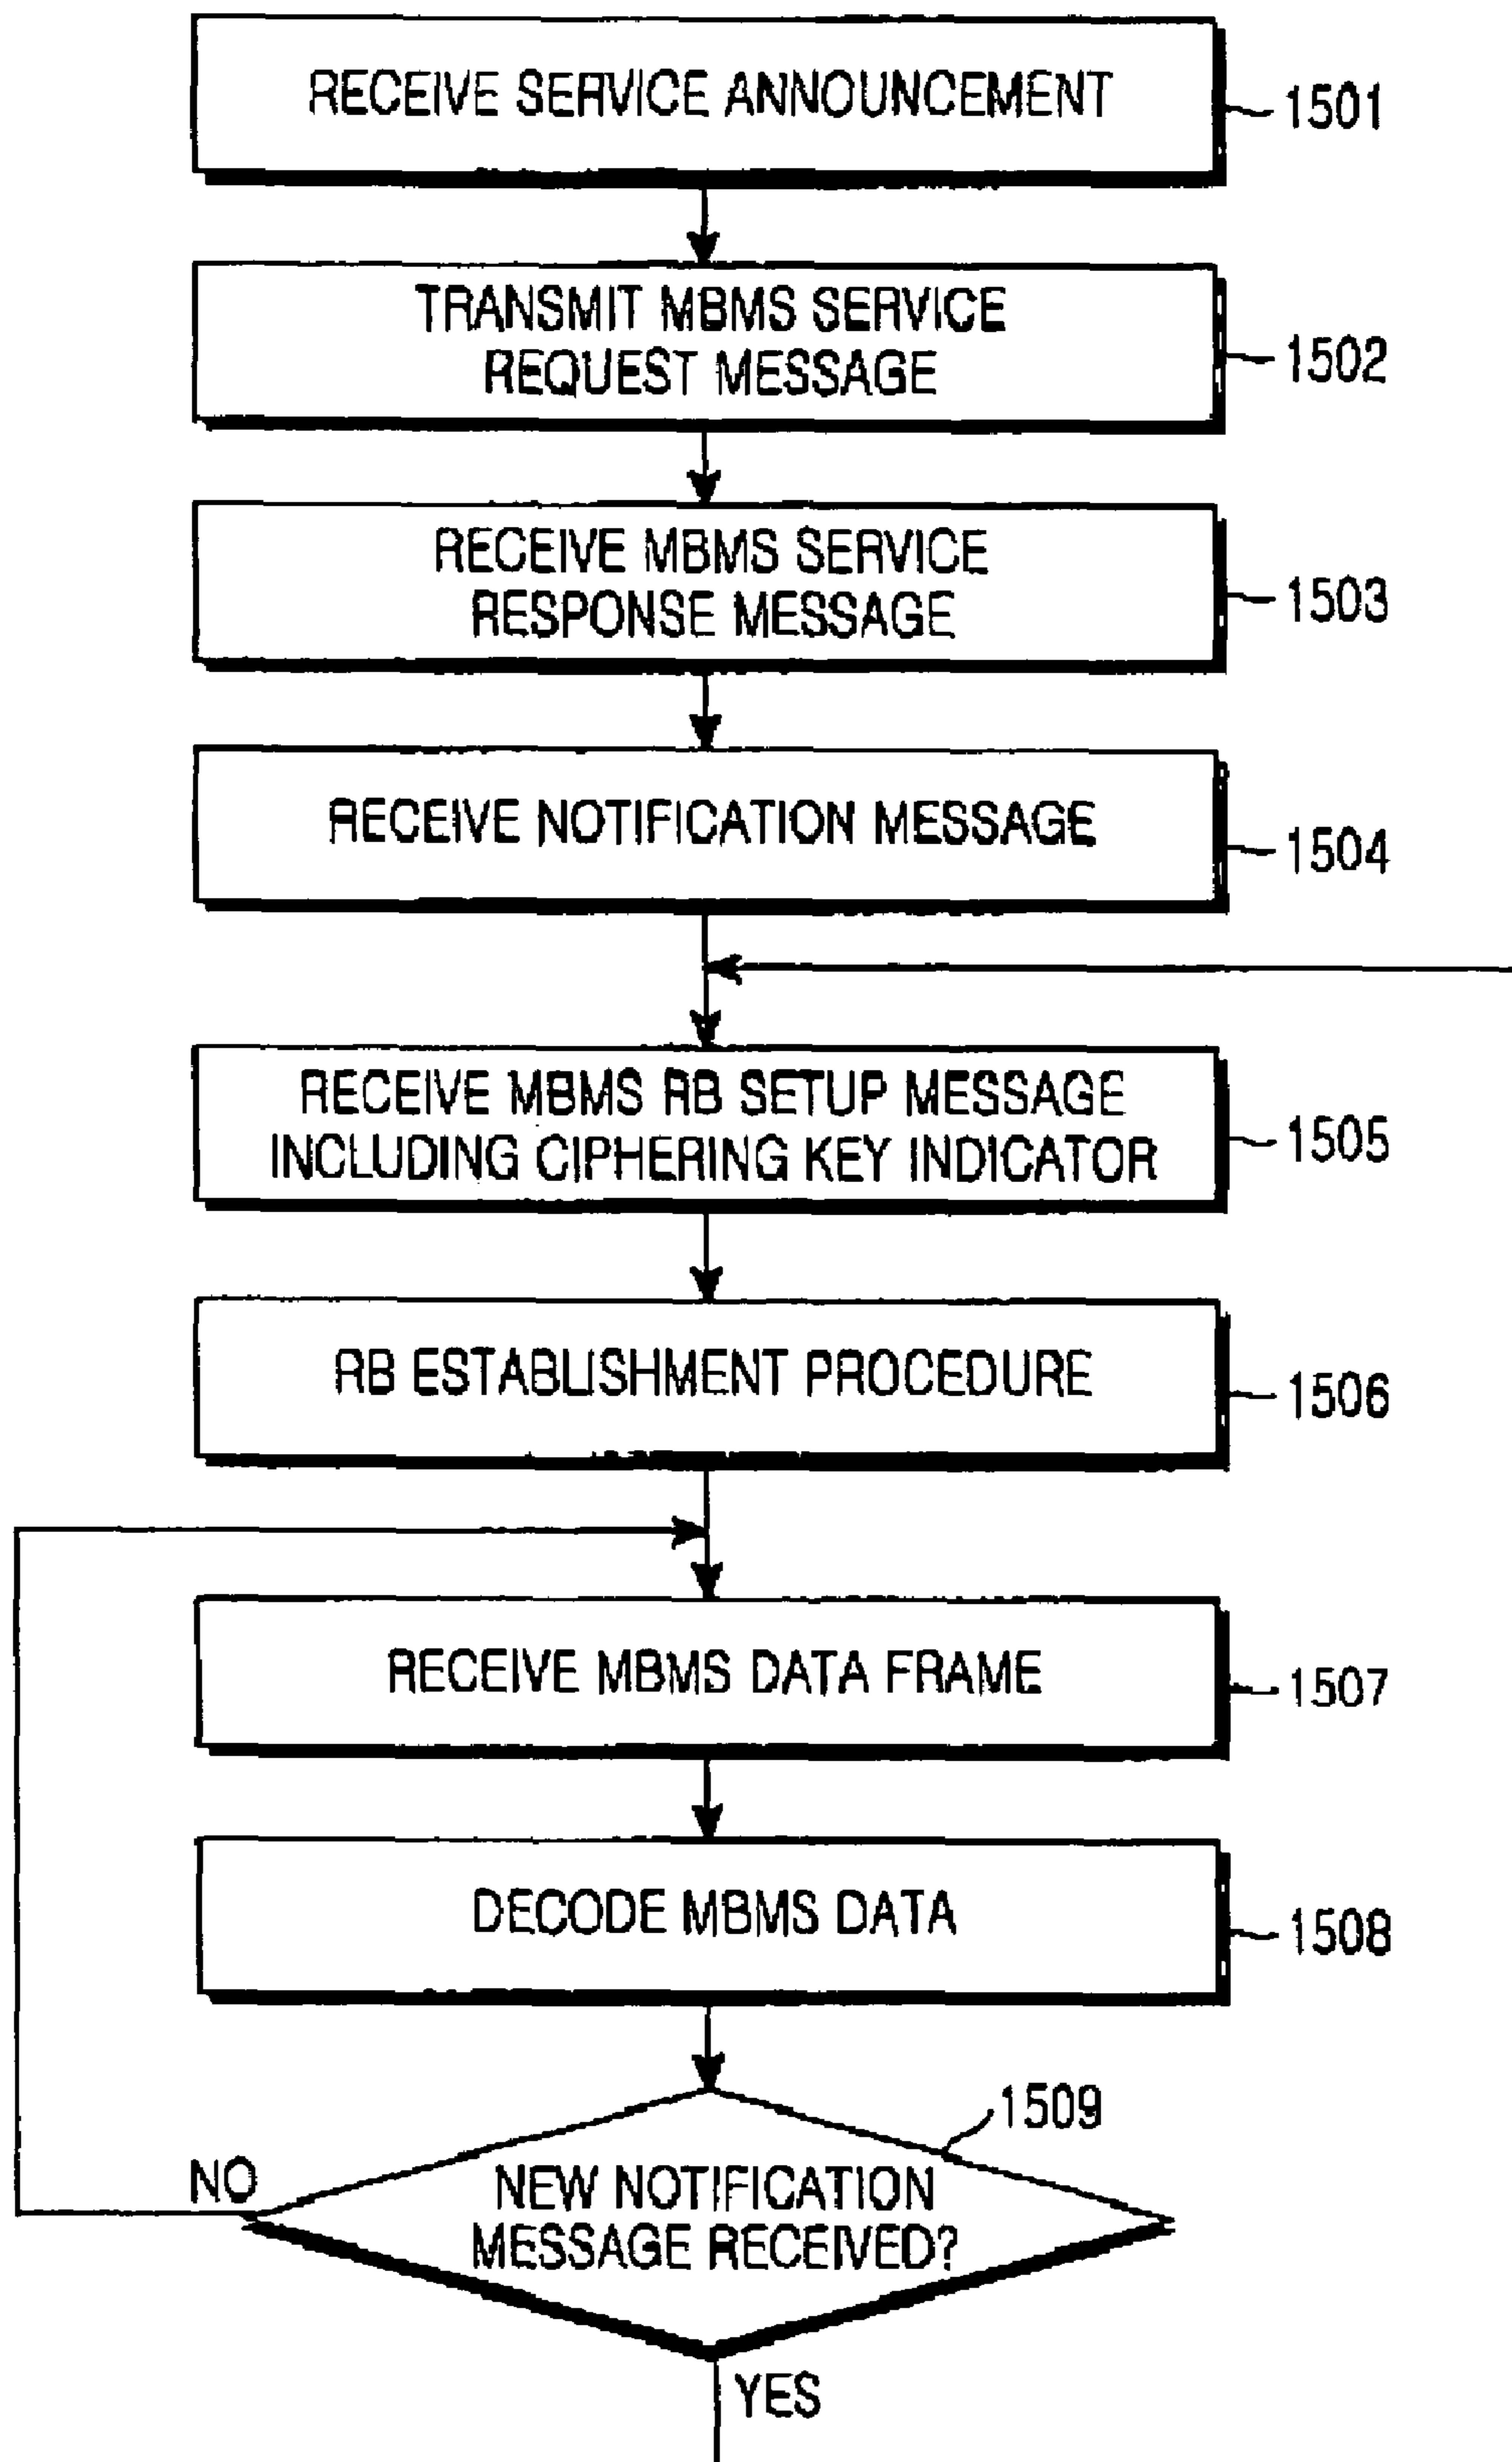 RECEIVE SERVICE ANNOUNCEMENT
1501
TRANSMIT MBMS SERVICE
REQUEST MESSAGE
1502
RECEIVE MBMS SERVICE
RESPONSE MESSAGE
1503
RECEIVE NOTIFICATION MESSAGE
1504
RECEIVE MBMS RB SETUP MESSAGE
INCLUDING CIPHERING KEY INDICATOR
1505
RB ESTABLISHMENT PROCEDURE
1506
RECEIVE MBMS DATA FRAME
1507
DECODE MBMS DATA
1508
1509
NO
NEW NOTIFICATION
MESSAGE RECEIVED?
YES